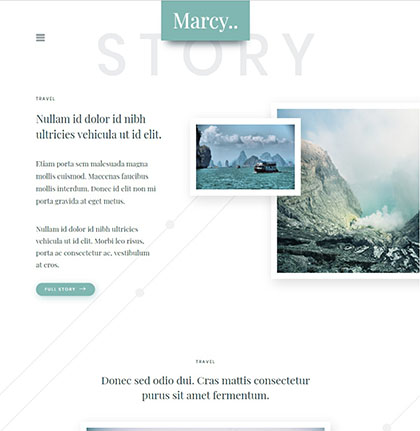 Marcy..
STORY
TRAVEL
Nullam id dolor id nibh
ultricies vehicula ut id elit.
Etiam porta sem malesuada magna
mollis euismod. Maecenas faucibus
mollis interdum. Donec id elit non mi
porta gravida at eget metus.
Nullam id dolor id nibh ultricies
vehicula ut id elit. Morbi leo risus,
porta ac consectetur ac, vestibulum
at eros.
FULL STORY
TRAVEL
Donec sed odio dui. Cras mattis consectetur
purus sit amet fermentum.